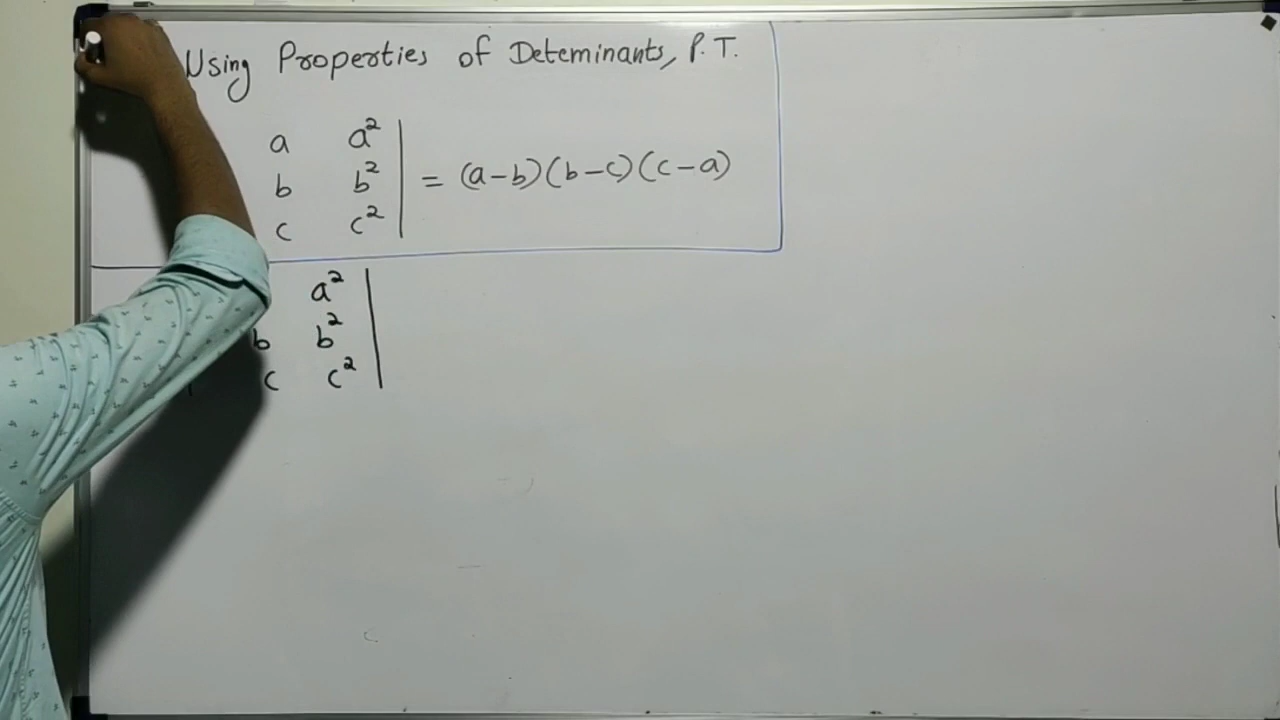 Using Properties of Deteminants, P.T.
a a²
b b² = (a-b)(b-c)(c-a)
c c²
a²
b b²
c c²